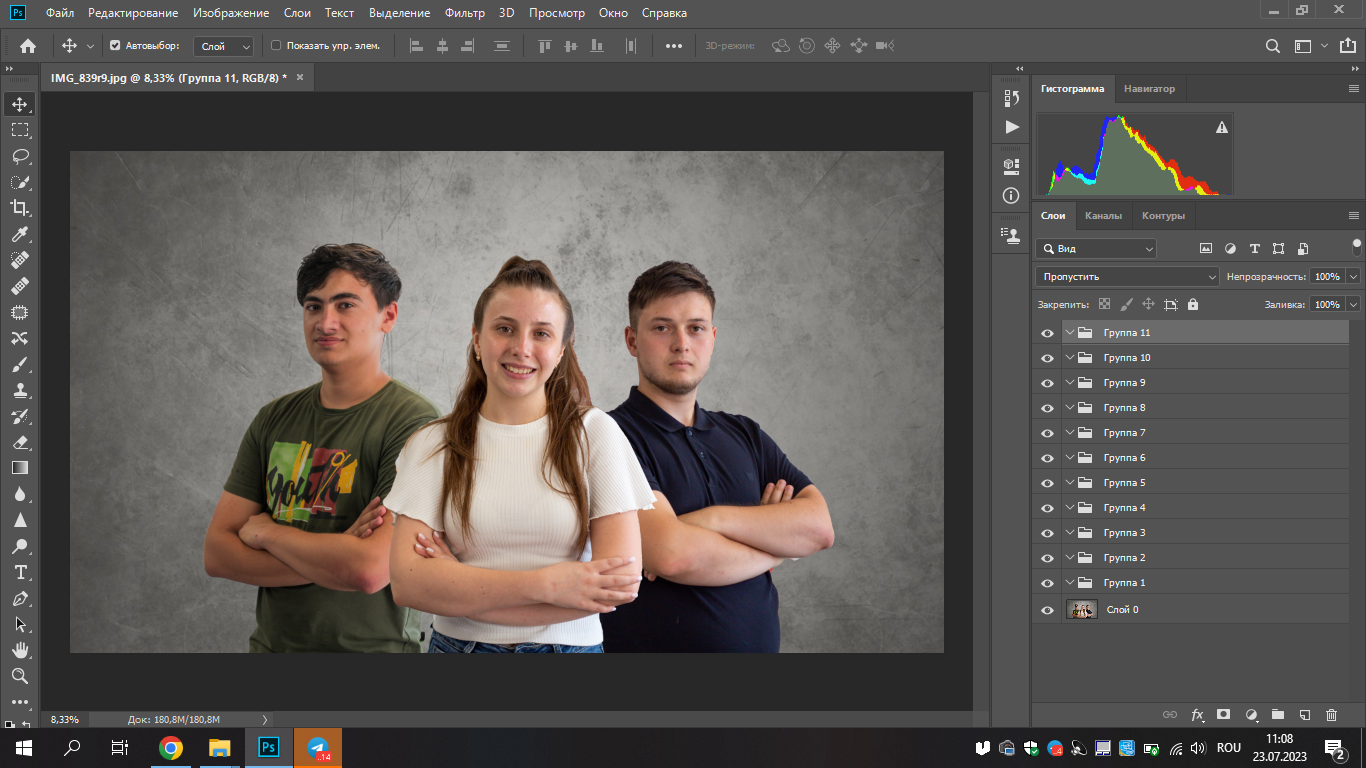 Ps Файл Редактирование Изображение Слои Текст Выделение Фильтр 3D Просмотр Окно Справка
Автовыбор: Слой Показать упр. элем. 3D-режим:
IMG_839r9.jpg @ 8,33% (Группа 11, RGB/8) *
Гистограмма Навигатор
Слои Каналы Контуры
Вид
Пропустить Непрозрачность: 100%
Закрепить: Заливка: 100%
Группа 11
Группа 10
Группа 9
Группа 8
Группа 7
Группа 6
Группа 5
Группа 4
Группа 3
Группа 2
Группа 1
Слой 0
8,33% Док: 180,8M/180,8M
fx
Ps ..14 ROU 11:08
23.07.2023
2